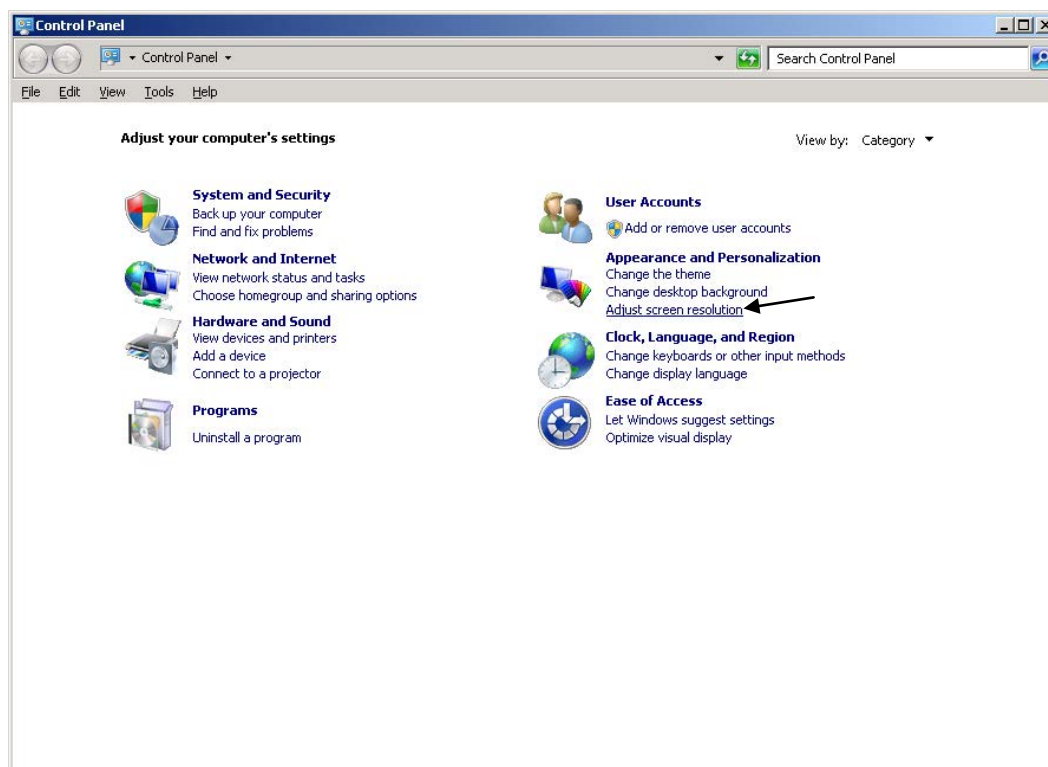 Control Panel
Control Panel
Search Control Panel
File Edit View Tools Help
Adjust your computer's settings
View by: Category
System and Security
Back up your computer
Find and fix problems
Network and Internet
View network status and tasks
Choose homegroup and sharing options
Hardware and Sound
View devices and printers
Add a device
Connect to a projector
Programs
Uninstall a program
User Accounts
Add or remove user accounts
Appearance and Personalization
Change the theme
Change desktop background
Adjust screen resolution
Clock, Language, and Region
Change keyboards or other input methods
Change display language
Ease of Access
Let Windows suggest settings
Optimize visual display